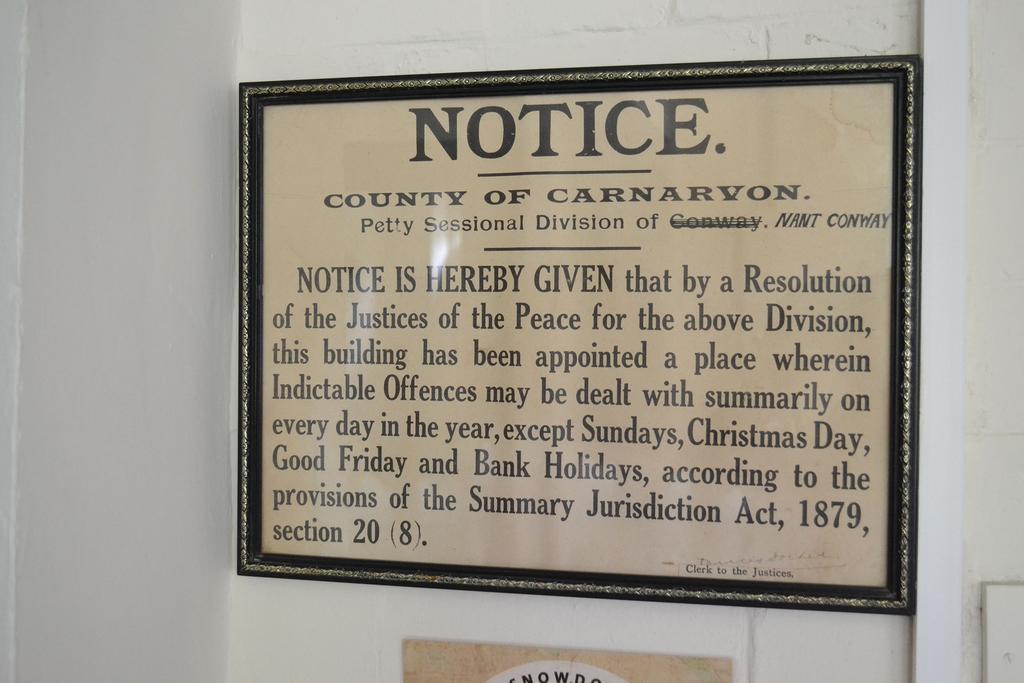 NOTICE.
COUNTY OF CARNARVON.
Petty Sessional Division of Conway. NANT CONWAY
NOTICE IS HEREBY GIVEN that by a Resolution
of the Justices of the Peace for the above Division,
this building has been appointed a place wherein
Indictable Offences may be dealt with summarily on
every day in the year, except Sundays, Christmas Day,
Good Friday and Bank Holidays, according to the
provisions of the Summary Jurisdiction Act, 1879,
section 20 (8).
Clerk to the Justices.